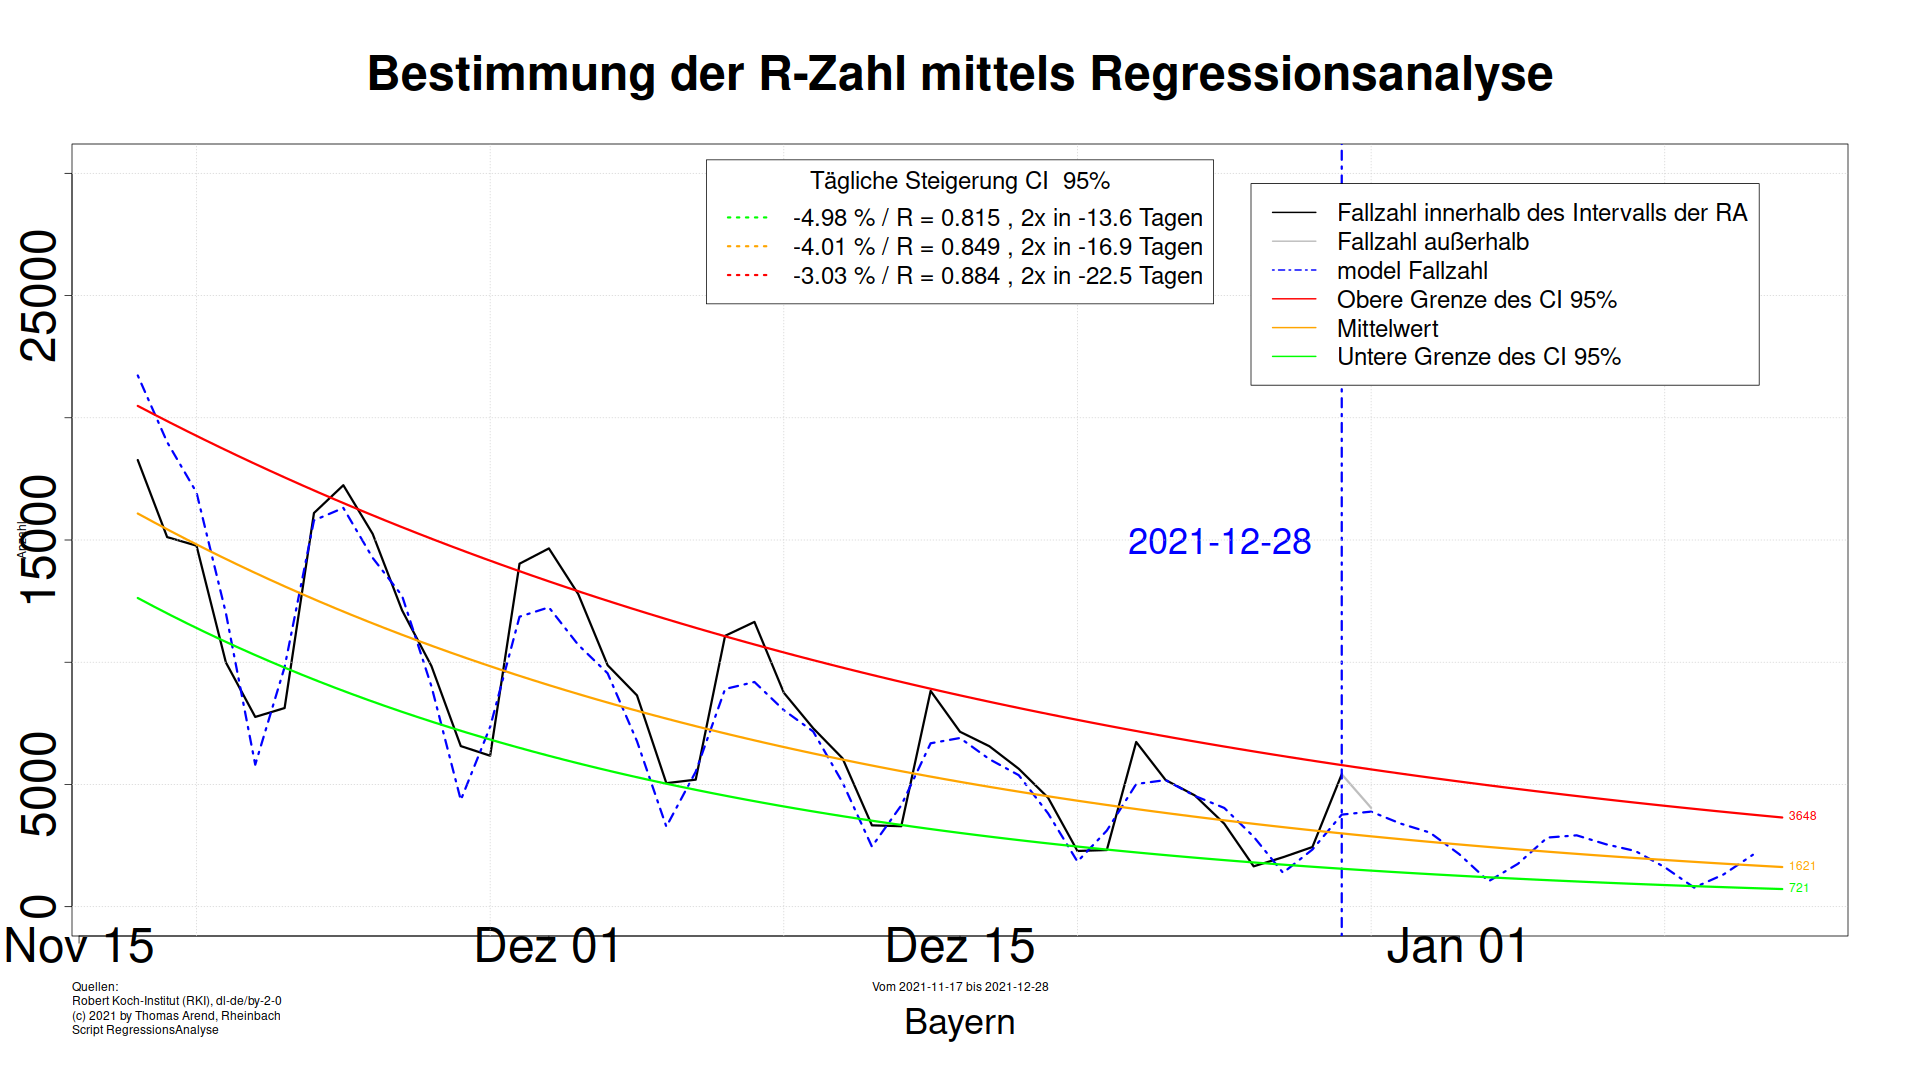 Bestimmung der R-Zahl mittels Regressionsanalyse
Tägliche Steigerung CI  95%
-4.98 % / R = 0.815 , 2x in -13.6 Tagen
-4.01 % / R = 0.849 , 2x in -16.9 Tagen
-3.03 % / R = 0.884 , 2x in -22.5 Tagen
Fallzahl innerhalb des Intervalls der RA
Fallzahl außerhalb
model Fallzahl
Obere Grenze des CI 95%
Mittelwert
Untere Grenze des CI 95%
25000
15000
5000
0
Anzahl
2021-12-28
3648
1621
721
Nov 15
Dez 01
Dez 15
Jan 01
Quellen:
Robert Koch-Institut (RKI), dl-de/by-2-0
(c) 2021 by Thomas Arend, Rheinbach
Script RegressionsAnalyse
Vom 2021-11-17 bis 2021-12-28
Bayern